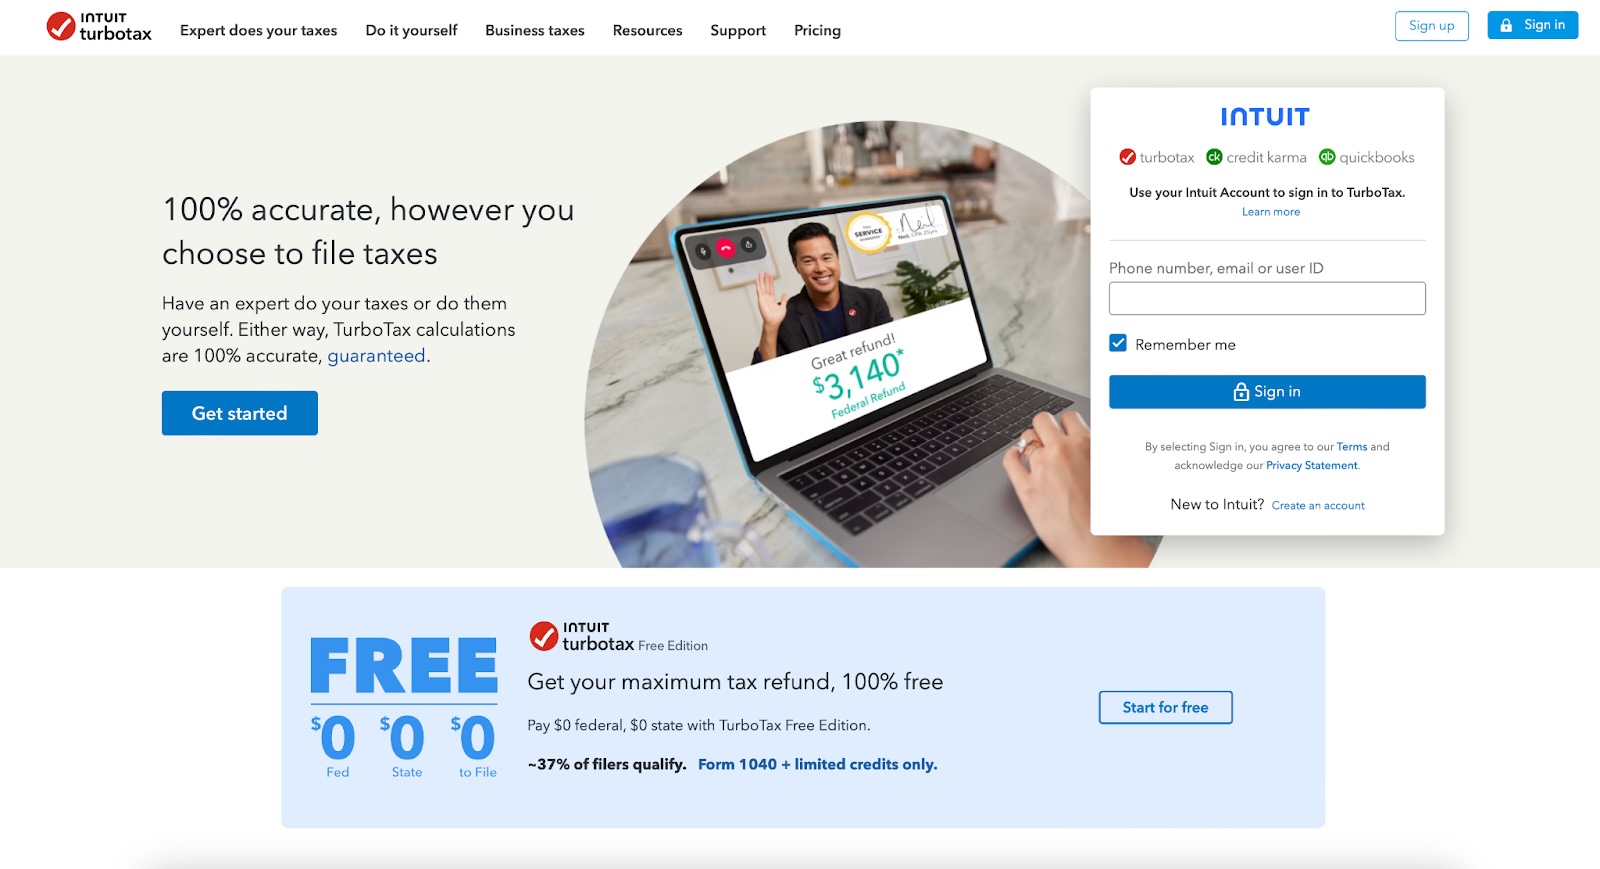 INTUIT
turbotax
Expert does your taxes
Do it yourself
Business taxes
Resources
Support
Pricing
Sign up
Sign in
100% accurate, however you
choose to file taxes
Have an expert do your taxes or do them
yourself. Either way, TurboTax calculations
are 100% accurate, guaranteed.
Get started
SERVICE
Neil
Neil, CPA 25yrs
Great refund!
$3,140*
Federal Refund
INTUIT
turbotax
ck credit karma
qb quickbooks
Use your Intuit Account to sign in to TurboTax.
Learn more
Phone number, email or user ID
Remember me
Sign in
By selecting Sign in, you agree to our Terms and
acknowledge our Privacy Statement.
New to Intuit? Create an account
FREE
$0 $0 $0
Fed State to File
INTUIT
turbotax Free Edition
Get your maximum tax refund, 100% free
Pay $0 federal, $0 state with TurboTax Free Edition.
~37% of filers qualify. Form 1040 + limited credits only.
Start for free